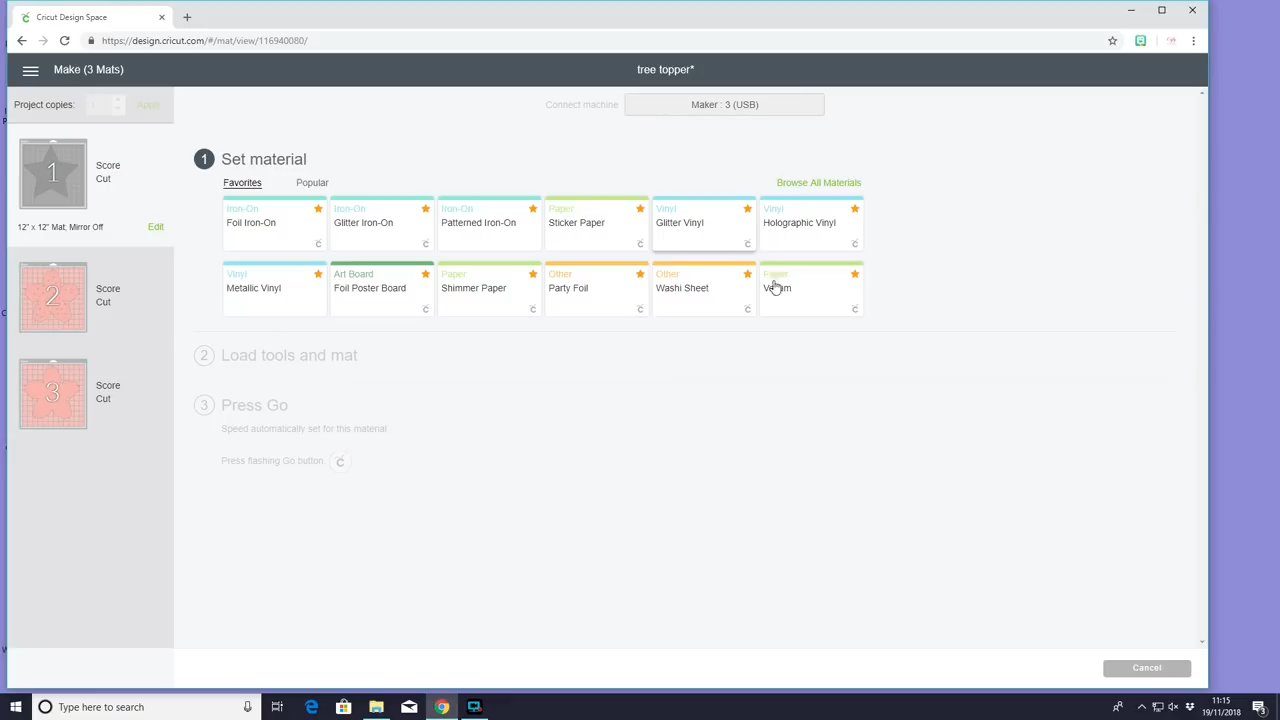 Cricut Design Space
https://design.cricut.com/#/mat/view/116940080/
Make (3 Mats)
tree topper*
Project copies:
1
Apply
Connect machine
Maker : 3 (USB)
1
Score
Cut
12" x 12" Mat; Mirror Off
Edit
2
Score
Cut
3
Score
Cut
1 Set material
Favorites
Popular
Browse All Materials
Iron-On
Foil Iron-On
Iron-On
Glitter Iron-On
Iron-On
Patterned Iron-On
Paper
Sticker Paper
Vinyl
Glitter Vinyl
Vinyl
Holographic Vinyl
Vinyl
Metallic Vinyl
Art Board
Foil Poster Board
Paper
Shimmer Paper
Other
Party Foil
Other
Washi Sheet
Paper
2 Load tools and mat
3 Press Go
Speed automatically set for this material
Press flashing Go button.
Cancel
Type here to search
11:15
19/11/2018
3